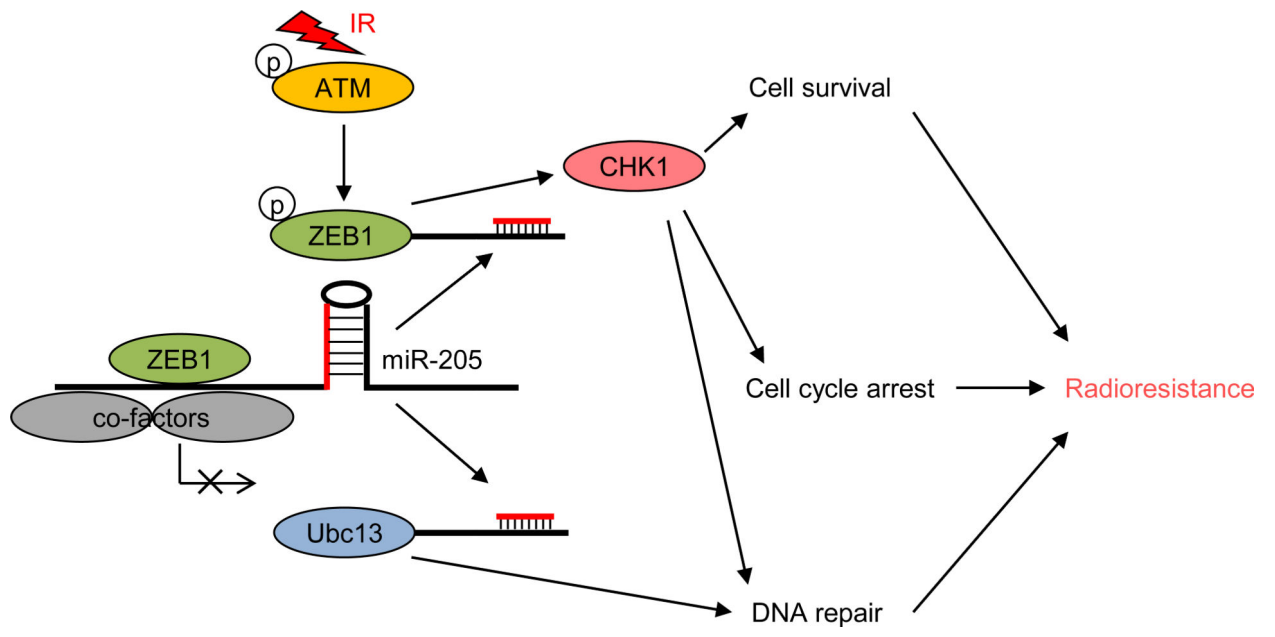 IR
p
ATM
Cell survival
CHK1
p
ZEB1
ZEB1
miR-205
co-factors
Cell cycle arrest
Radioresistance
Ubc13
DNA repair